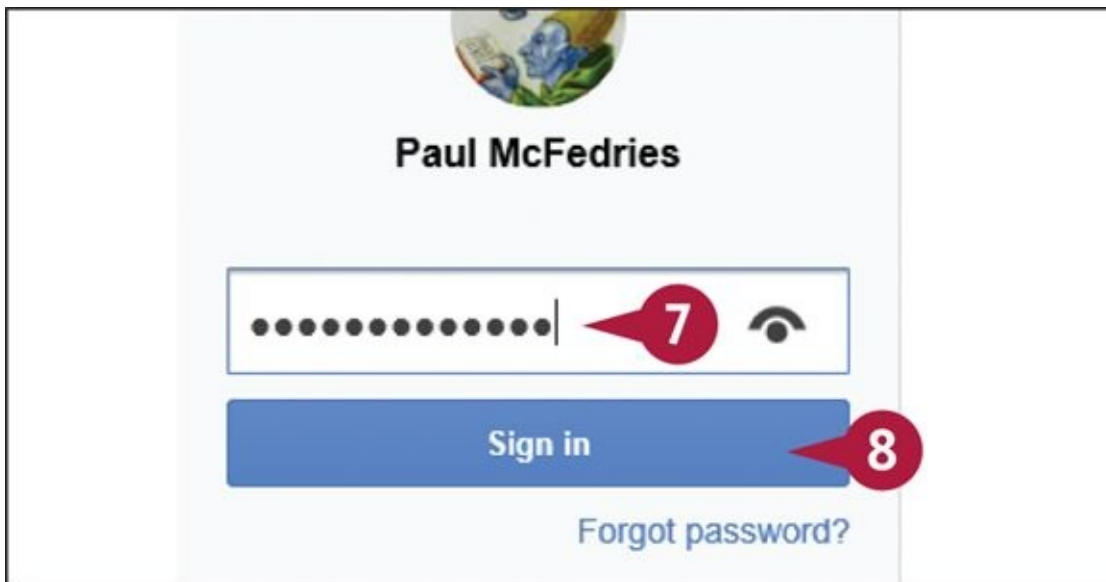 Paul McFedries
●●●●●●●●●●●●● 7
Sign in 8
Forgot password?